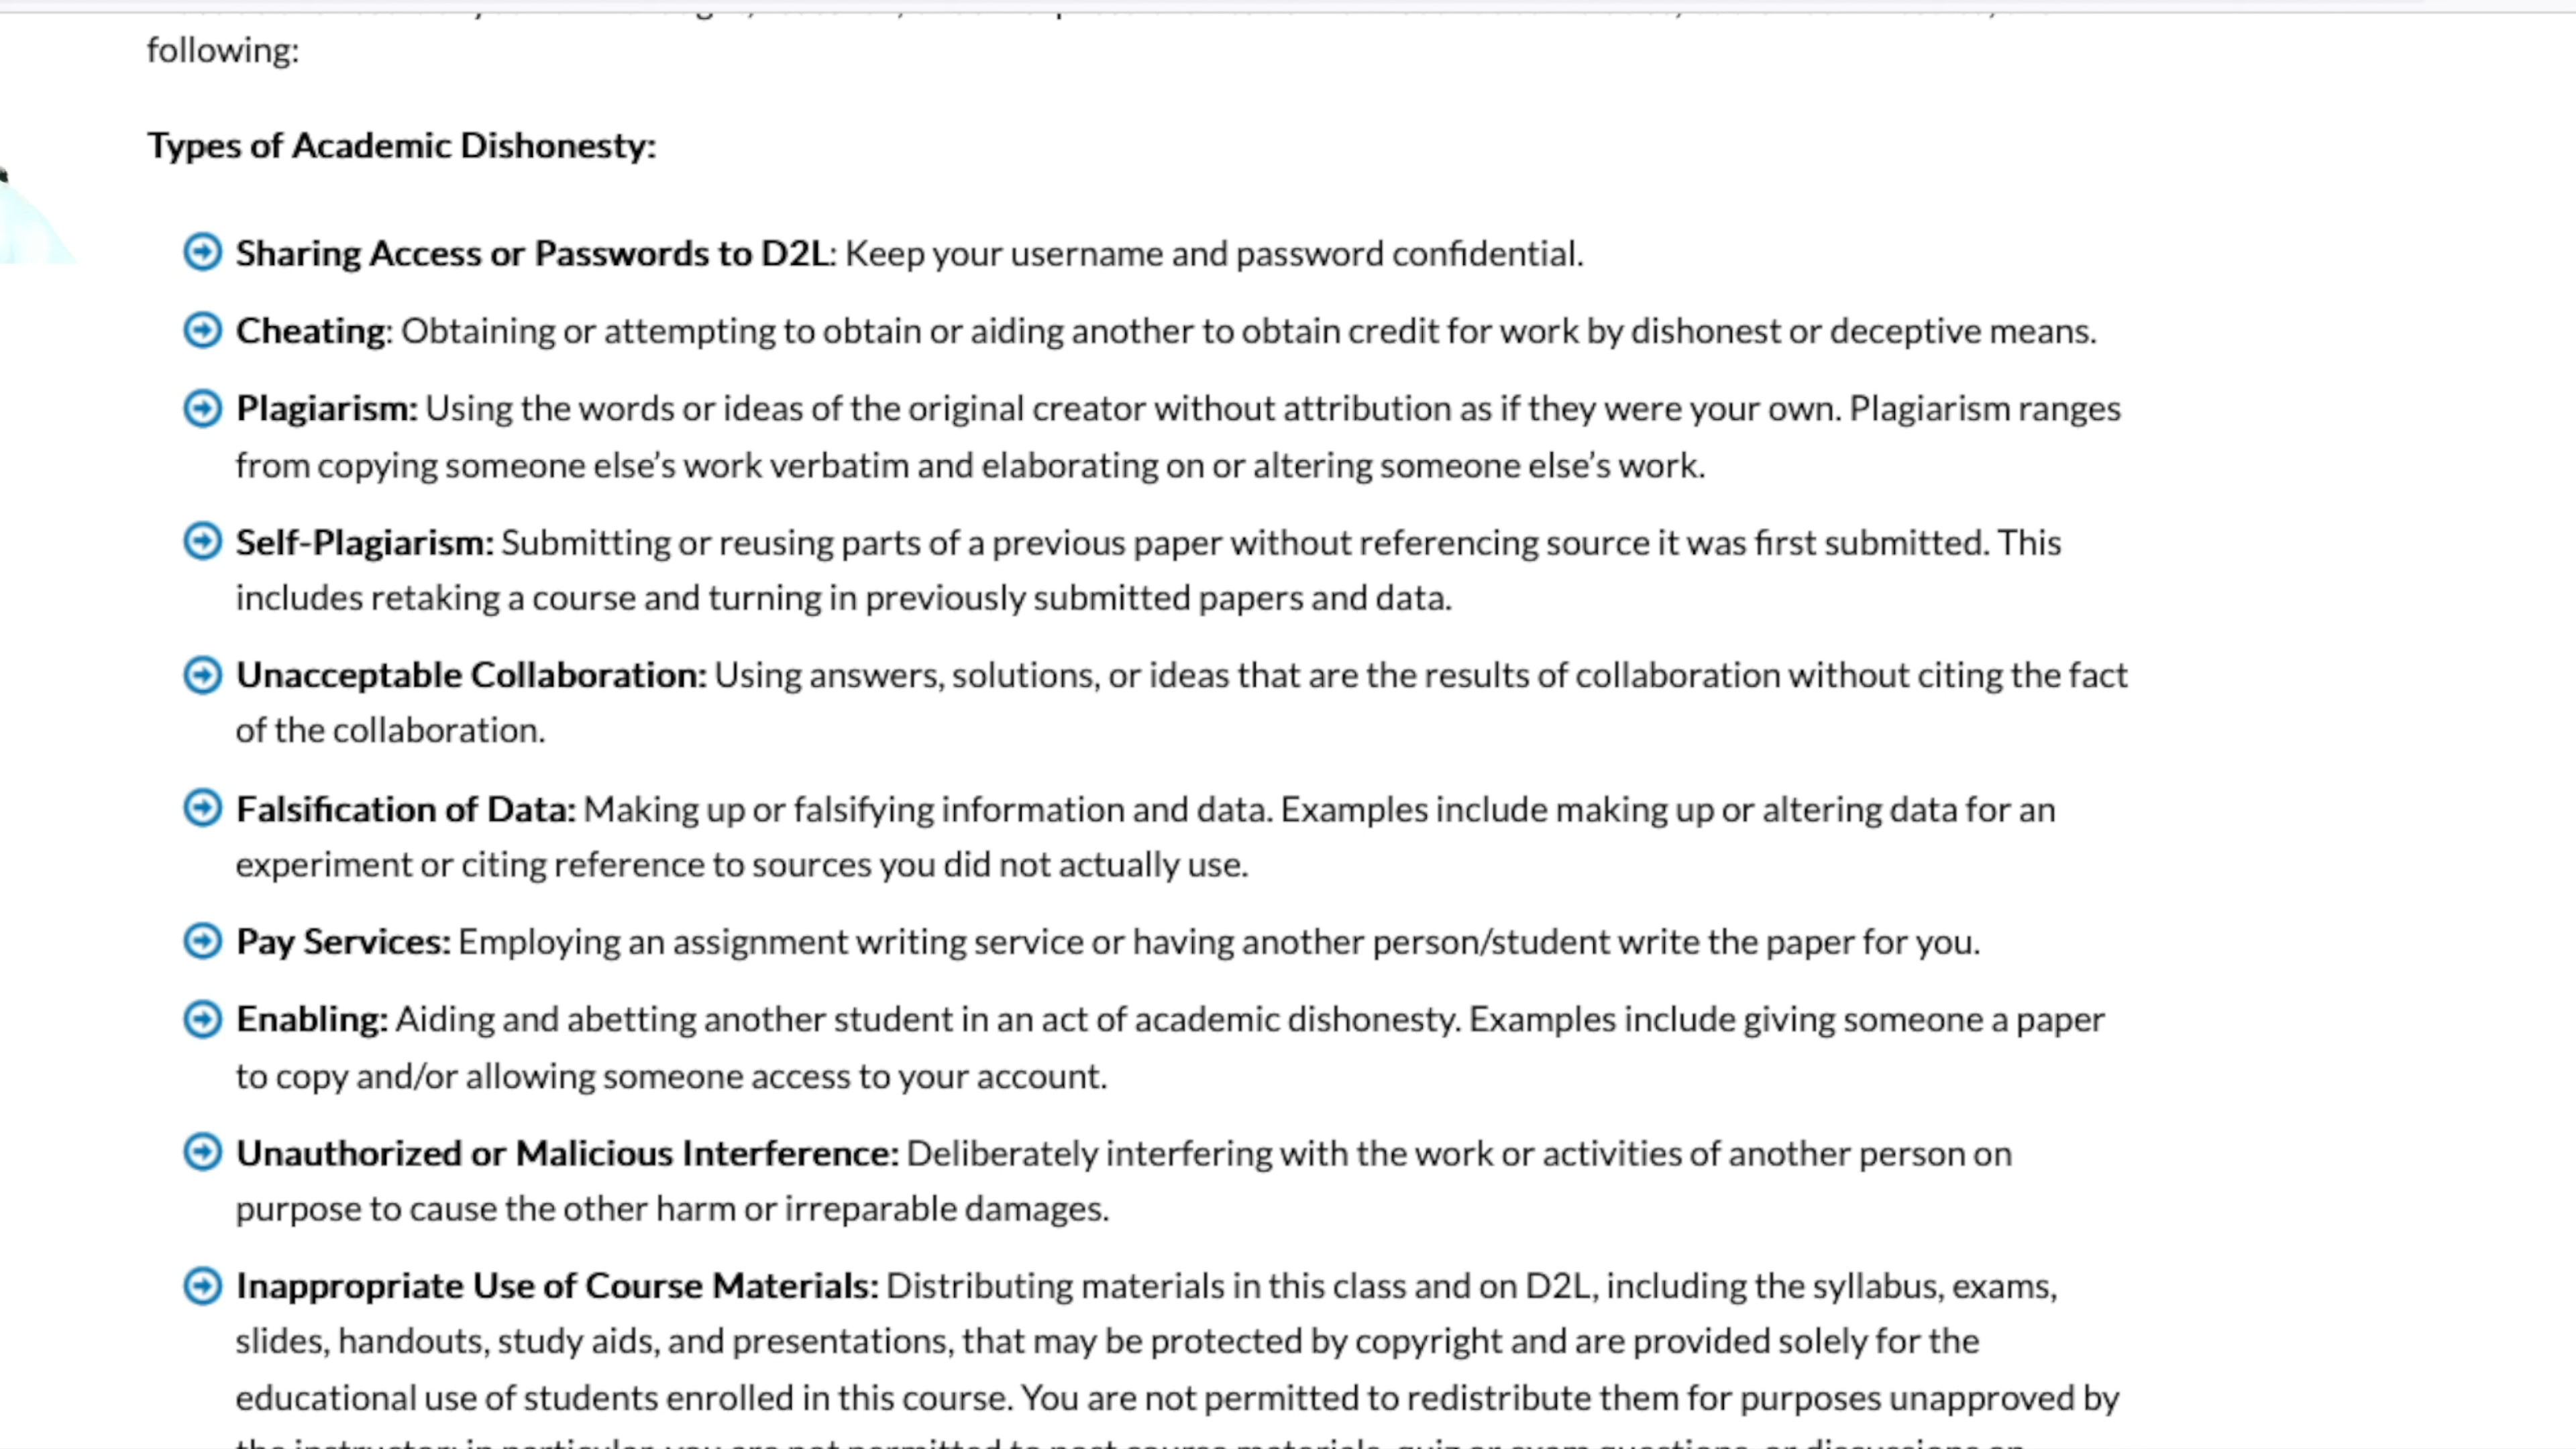 following:
Types of Academic Dishonesty:
Sharing Access or Passwords to D2L: Keep your username and password confidential.
Cheating: Obtaining or attempting to obtain or aiding another to obtain credit for work by dishonest or deceptive means.
Plagiarism: Using the words or ideas of the original creator without attribution as if they were your own. Plagiarism ranges
from copying someone else’s work verbatim and elaborating on or altering someone else’s work.
Self-Plagiarism: Submitting or reusing parts of a previous paper without referencing source it was first submitted. This
includes retaking a course and turning in previously submitted papers and data.
Unacceptable Collaboration: Using answers, solutions, or ideas that are the results of collaboration without citing the fact
of the collaboration.
Falsification of Data: Making up or falsifying information and data. Examples include making up or altering data for an
experiment or citing reference to sources you did not actually use.
Pay Services: Employing an assignment writing service or having another person/student write the paper for you.
Enabling: Aiding and abetting another student in an act of academic dishonesty. Examples include giving someone a paper
to copy and/or allowing someone access to your account.
Unauthorized or Malicious Interference: Deliberately interfering with the work or activities of another person on
purpose to cause the other harm or irreparable damages.
Inappropriate Use of Course Materials: Distributing materials in this class and on D2L, including the syllabus, exams,
slides, handouts, study aids, and presentations, that may be protected by copyright and are provided solely for the
educational use of students enrolled in this course. You are not permitted to redistribute them for purposes unapproved by